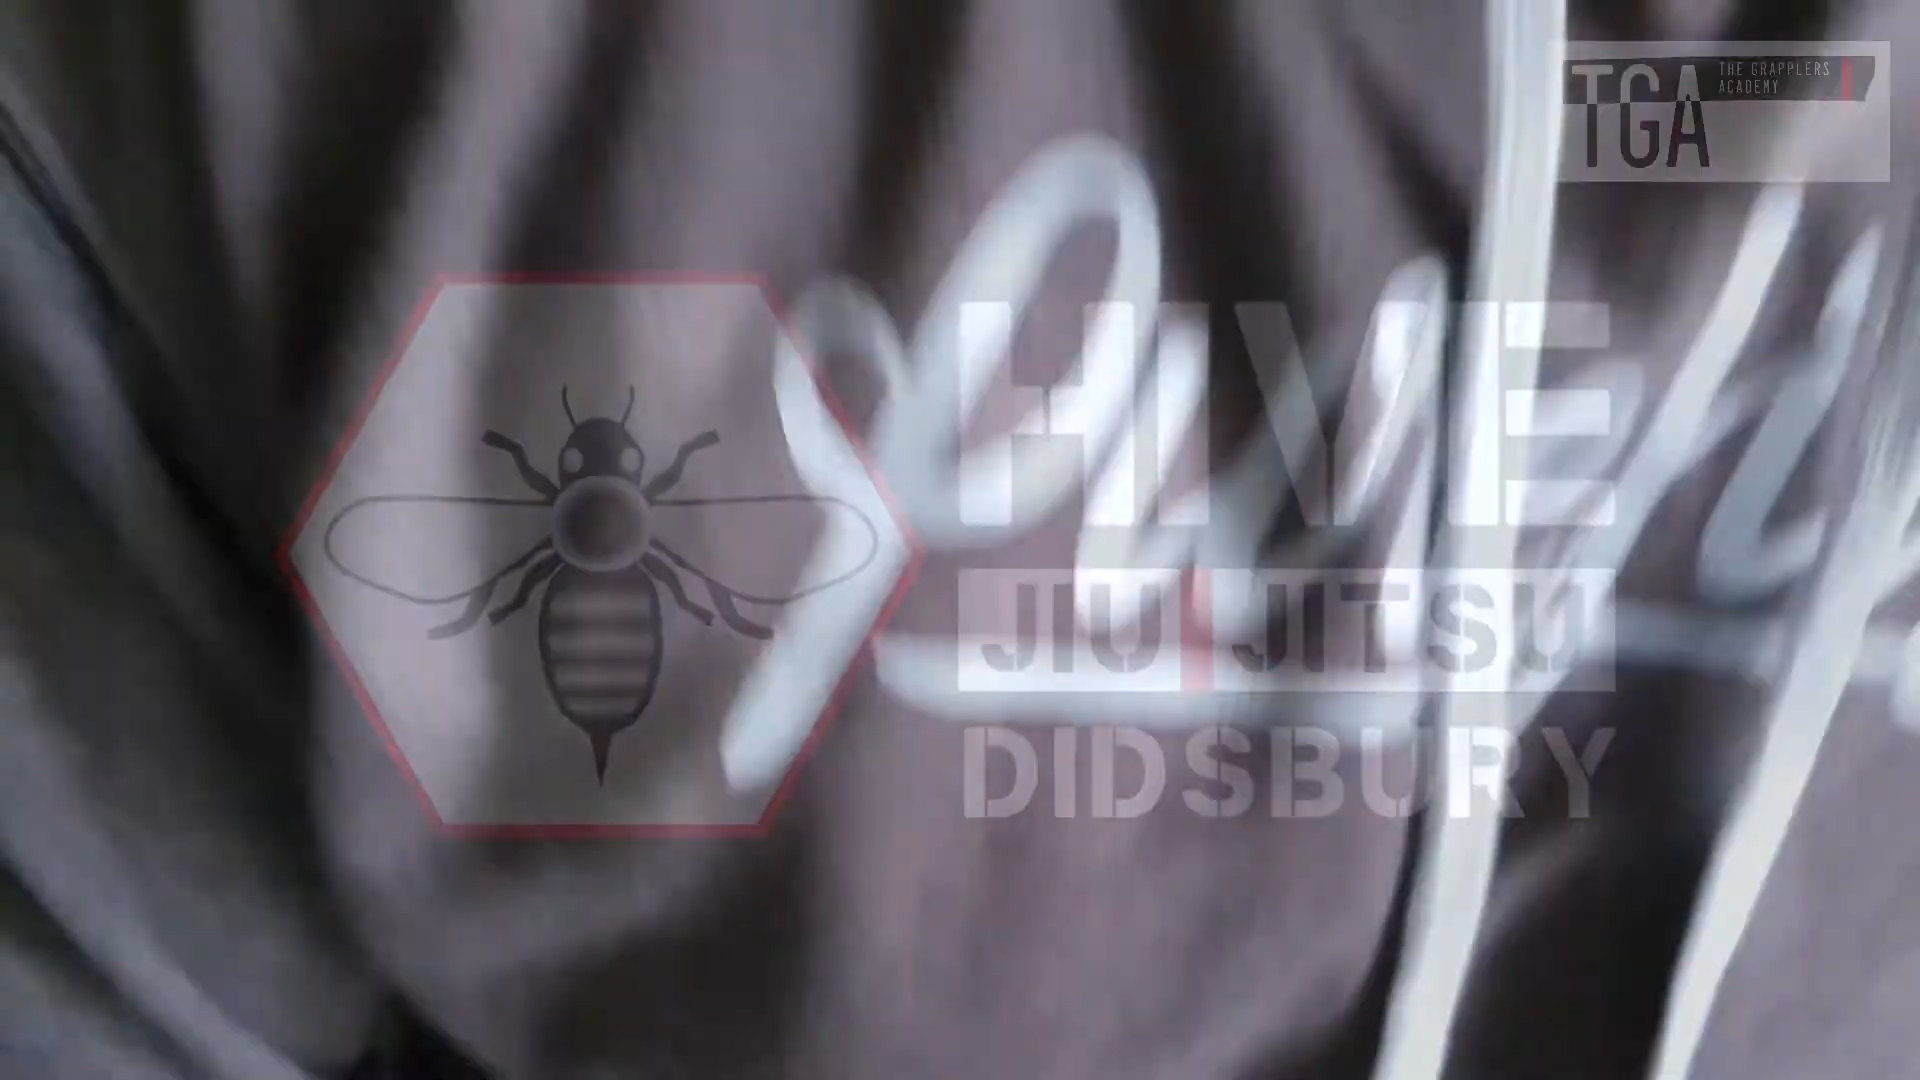 THE GRAPPLERS
ACADEMY
TGA
HIVE
JIU JITSU
DIDSBURY